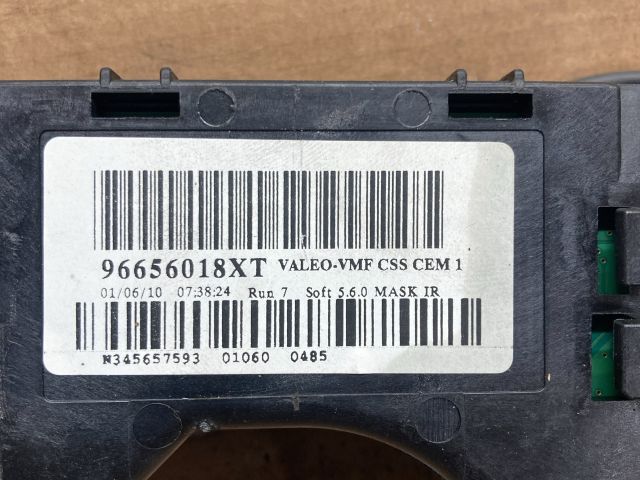 96656018XT VALEO-VMF CSS CEM 1
01/06/10 07:38:24 Run 7 Soft 5.6.0 MASK IR
N345657593 01060 0485